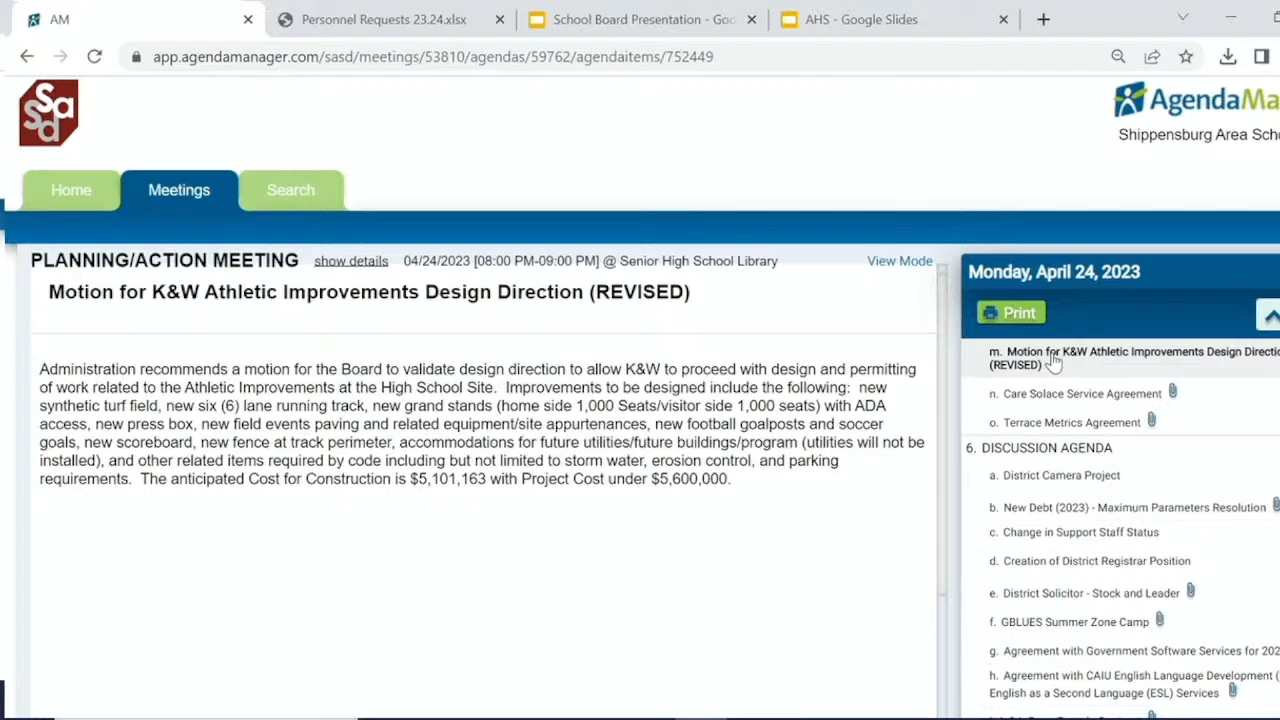 AM
Personnel Requests 23.24.xlsx
School Board Presentation - Goo
AHS - Google Slides
app.agendamanager.com/sasd/meetings/53810/agendas/59762/agendaitems/752449
Sa
Sd
AgendaMa
Shippensburg Area Scho
Home
Meetings
Search
PLANNING/ACTION MEETING show details 04/24/2023 [08:00 PM-09:00 PM] @ Senior High School Library View Mode
Motion for K&W Athletic Improvements Design Direction (REVISED)
Administration recommends a motion for the Board to validate design direction to allow K&W to proceed with design and permitting
of work related to the Athletic Improvements at the High School Site. Improvements to be designed include the following: new
synthetic turf field, new six (6) lane running track, new grand stands (home side 1,000 Seats/visitor side 1,000 seats) with ADA
access, new press box, new field events paving and related equipment/site appurtenances, new football goalposts and soccer
goals, new scoreboard, new fence at track perimeter, accommodations for future utilities/future buildings/program (utilities will not be
installed), and other related items required by code including but not limited to storm water, erosion control, and parking
requirements. The anticipated Cost for Construction is $5,101,163 with Project Cost under $5,600,000.
Monday, April 24, 2023
Print
m. Motion for K&W Athletic Improvements Design Directio
(REVISED)
n. Care Solace Service Agreement
o. Terrace Metrics Agreement
6. DISCUSSION AGENDA
a. District Camera Project
b. New Debt (2023) - Maximum Parameters Resolution
c. Change in Support Staff Status
d. Creation of District Registrar Position
e. District Solicitor - Stock and Leader
f. GBLUES Summer Zone Camp
g. Agreement with Government Software Services for 202
h. Agreement with CAIU English Language Development (
English as a Second Language (ESL) Services